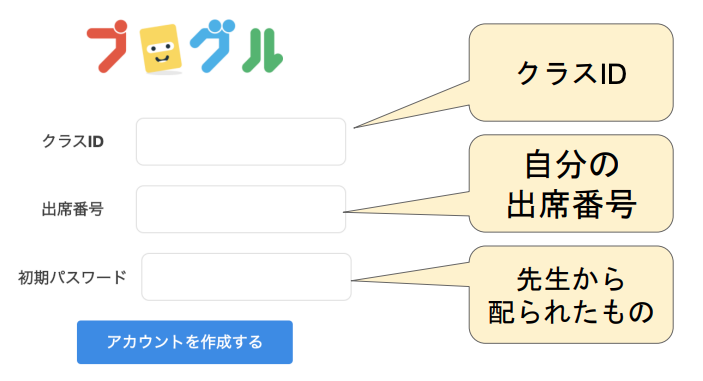 プログル
クラスID
クラスID
出席番号
自分の
出席番号
初期パスワード
先生から
配られたもの
アカウントを作成する